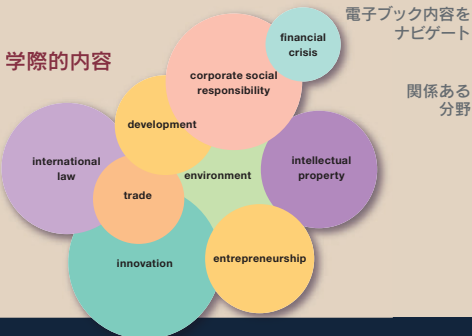 電子ブック内容を
ナビゲート
学際的内容
関係ある
分野
financial
crisis
corporate social
responsibility
development
international
law
intellectual
property
environment
trade
innovation
entrepreneurship